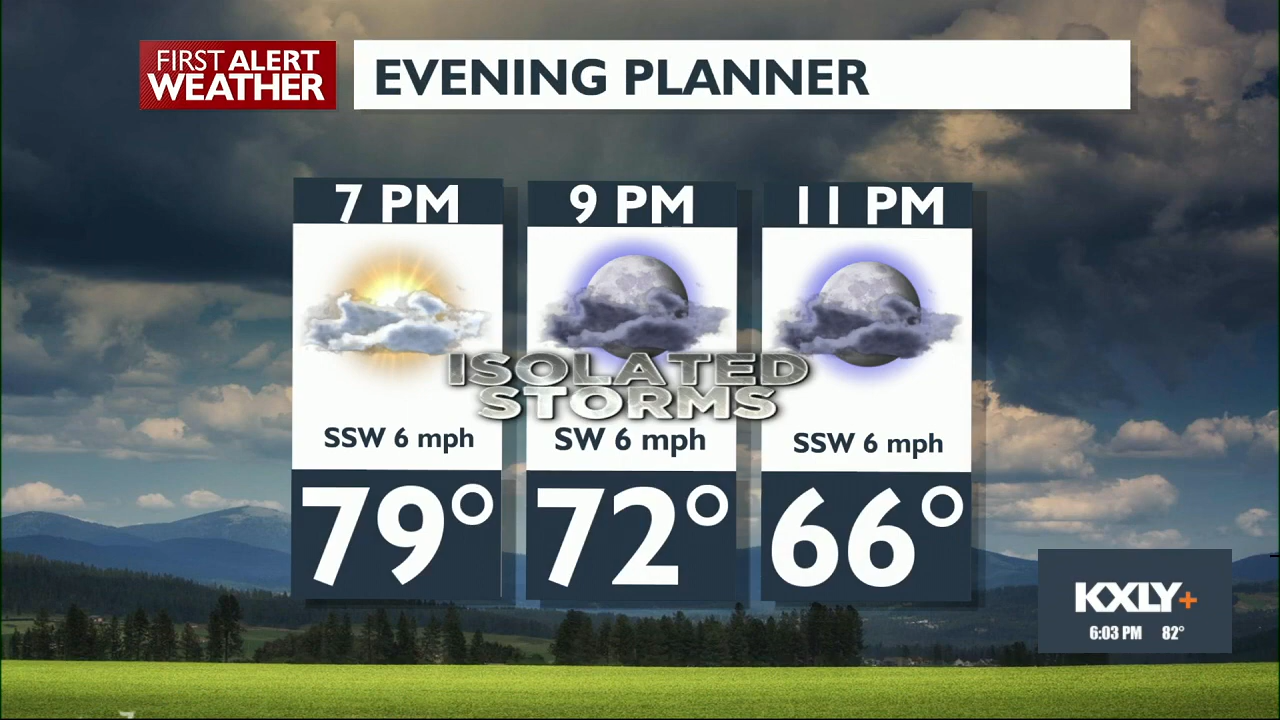 FIRST ALERT
WEATHER
EVENING PLANNER
7 PM
9 PM
11 PM
ISOLATED
STORMS
SSW 6 mph
SW 6 mph
SSW 6 mph
79°
72°
66°
KXLY+
6:03 PM 82°